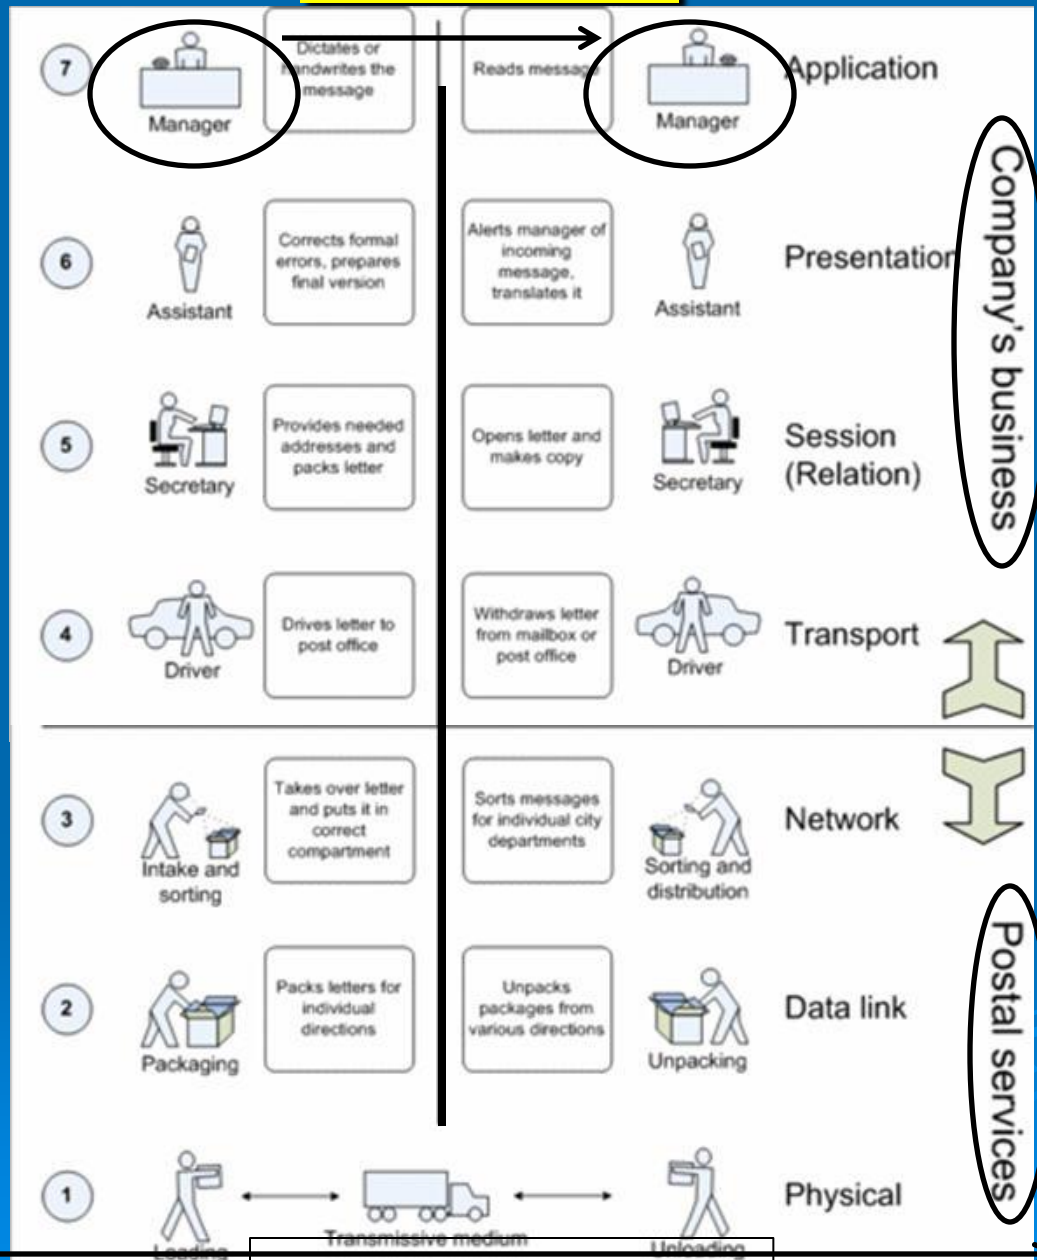 7
Manager
Dictates or
handwrites the
message
Reads message
Manager
Application
6
Assistant
Corrects formal
errors, prepares
final version
Alerts manager of
incoming
message,
translates it
Assistant
Presentation
5
Secretary
Provides needed
addresses and
packs letter
Opens letter and
makes copy
Secretary
Session
(Relation)
Company's business
4
Driver
Drives letter to
post office
Withdraws letter
from mailbox or
post office
Driver
Transport
3
Intake and
sorting
Takes over letter
and puts it in
correct
compartment
Sorts messages
for individual city
departments
Sorting and
distribution
Network
2
Packaging
Packs letters for
individual
directions
Unpacks
packages from
various directions
Unpacking
Data link
Postal services
1
Loading
Transmissive medium
Unloading
Physical